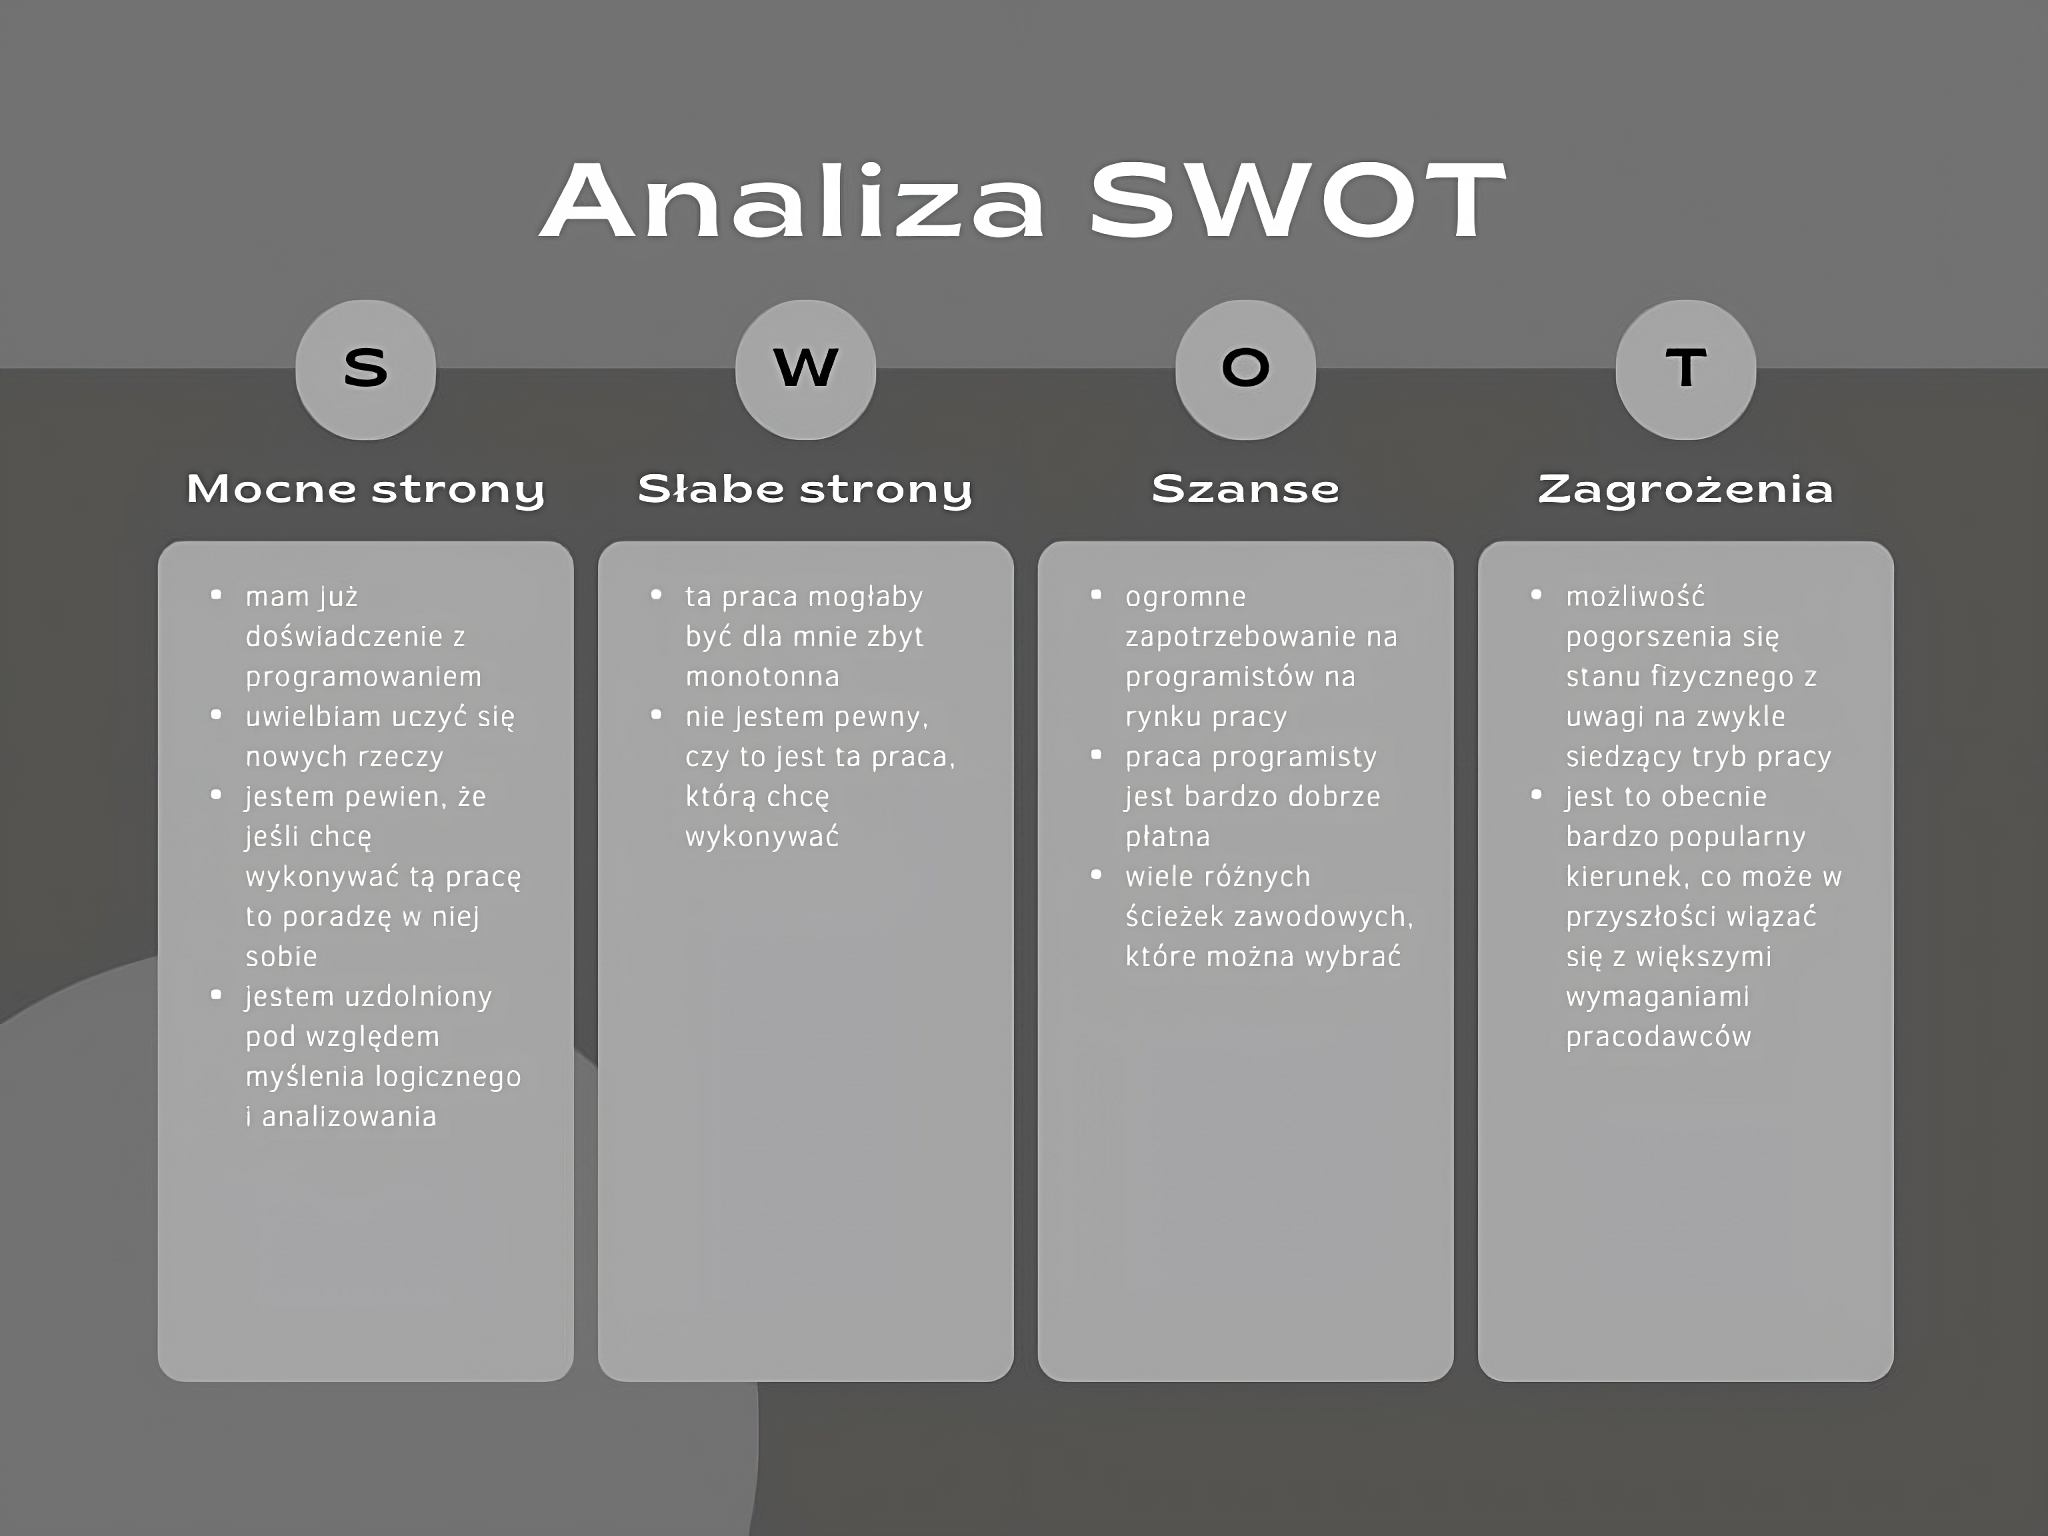 Analiza SWOT
S
Mocne strony
mam już
doświadczenie z
programowaniem
uwielbiam uczyć się
nowych rzeczy
jestem pewien, że
jeśli chcę
wykonywać tą pracę
to poradzę w niej
sobie
jestem uzdolniony
pod względem
myślenia logicznego
i analizowania
W
Słabe strony
ta praca mogłaby
być dla mnie zbyt
monotonna
nie jestem pewny,
czy to jest ta praca,
którą chcę
wykonywać
O
Szanse
ogromne
zapotrzebowanie na
programistów na
rynku pracy
praca programisty
jest bardzo dobrze
płatna
wiele różnych
ścieżek zawodowych,
które można wybrać
T
Zagrożenia
możliwość
pogorszenia się
stanu fizycznego z
uwagi na zwykle
siedzący tryb pracy
jest to obecnie
bardzo popularny
kierunek, co może w
przyszłości wiązać
się z większymi
wymaganiami
pracodawców